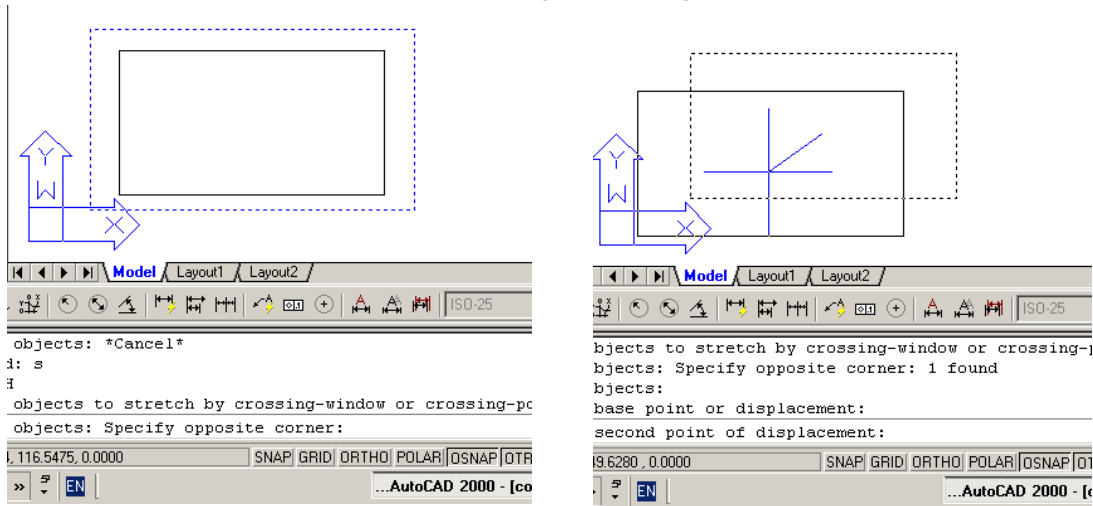 Y
W
X
Model Layout1 Layout2
ISO-25
objects: *Cancel*
d: s
H
objects to stretch by crossing-window or crossing-po
objects: Specify opposite corner:
, 116.5475, 0.0000 SNAP GRID ORTHO POLAR OSNAP OTR
» EN ...AutoCAD 2000 - [co
Y
W
X
Model Layout1 Layout2
ISO-25
bjects to stretch by crossing-window or crossing-p
bjects: Specify opposite corner: 1 found
bjects:
base point or displacement:
second point of displacement:
49.6280 , 0.0000 SNAP GRID ORTHO POLAR OSNAP OT
EN ...AutoCAD 2000 - [c